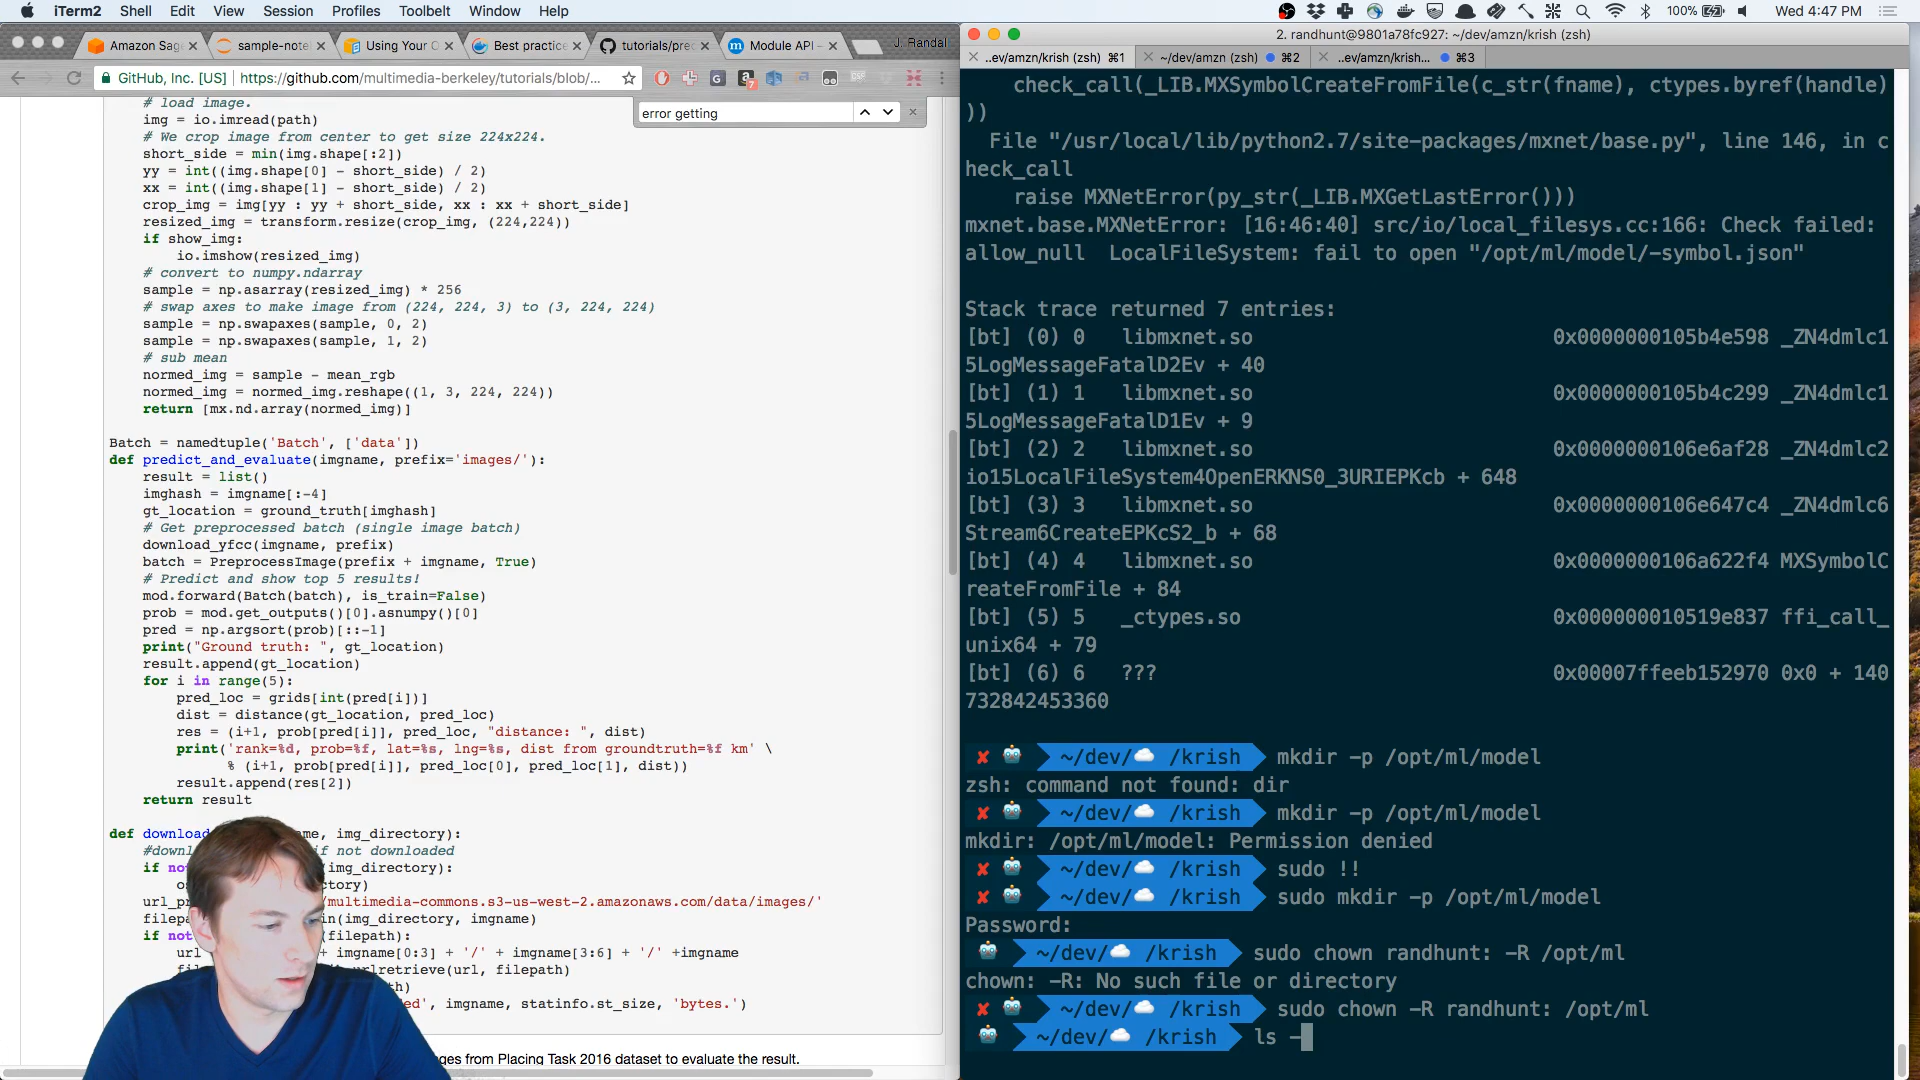 iTerm2 Shell Edit View Session Profiles Toolbelt Window Help
100% Wed 4:47 PM
Amazon Sag
sample-note
Using Your C
Best practice
tutorials/pred
Module API –
J. Randal
GitHub, Inc. [US] https://github.com/multimedia-berkeley/tutorials/blob/...
error getting
# load image.
img = io.imread(path)
# We crop image from center to get size 224x224.
short_side = min(img.shape[:2])
yy = int((img.shape[0] - short_side) / 2)
xx = int((img.shape[1] - short_side) / 2)
crop_img = img[yy : yy + short_side, xx : xx + short_side]
resized_img = transform.resize(crop_img, (224,224))
if show_img:
io.imshow(resized_img)
# convert to numpy.ndarray
sample = np.asarray(resized_img) * 256
# swap axes to make image from (224, 224, 3) to (3, 224, 224)
sample = np.swapaxes(sample, 0, 2)
sample = np.swapaxes(sample, 1, 2)
# sub mean
normed_img = sample - mean_rgb
normed_img = normed_img.reshape((1, 3, 224, 224))
return [mx.nd.array(normed_img)]
Batch = namedtuple('Batch', ['data'])
def predict_and_evaluate(imgname, prefix='images/'):
result = list()
imghash = imgname[:-4]
gt_location = ground_truth[imghash]
# Get preprocessed batch (single image batch)
download_yfcc(imgname, prefix)
batch = PreprocessImage(prefix + imgname, True)
# Predict and show top 5 results!
mod.forward(Batch(batch), is_train=False)
prob = mod.get_outputs()[0].asnumpy()[0]
pred = np.argsort(prob)[::-1]
print("Ground truth: ", gt_location)
result.append(gt_location)
for i in range(5):
pred_loc = grids[int(pred[i])]
dist = distance(gt_location, pred_loc)
res = (i+1, prob[pred[i]], pred_loc, "distance: ", dist)
print('rank=%d, prob=%f, lat=%s, lng=%s, dist from groundtruth=%f km' \
% (i+1, prob[pred[i]], pred_loc[0], pred_loc[1], dist))
result.append(res[2])
return result
def download me, img_directory):
#downl if not downloaded
if not (img_directory):
os ctory)
url_pr /multimedia-commons.s3-us-west-2.amazonaws.com/data/images/'
filep in(img_directory, imgname)
if not (filepath):
url + imgname[0:3] + '/' + imgname[3:6] + '/' +imgname
fil urlretrieve(url, filepath)
th)
ed', imgname, statinfo.st_size, 'bytes.')
ges from Placing Task 2016 dataset to evaluate the result.
2. randhunt@9801a78fc927: ~/dev/amzn/krish (zsh)
..ev/amzn/krish (zsh) ⌘1
~/dev/amzn (zsh) ⌘2
..ev/amzn/krish... ⌘3
check_call(_LIB.MXSymbolCreateFromFile(c_str(fname), ctypes.byref(handle)
))
File "/usr/local/lib/python2.7/site-packages/mxnet/base.py", line 146, in c
heck_call
raise MXNetError(py_str(_LIB.MXGetLastError()))
mxnet.base.MXNetError: [16:46:40] src/io/local_filesys.cc:166: Check failed:
allow_null LocalFileSystem: fail to open "/opt/ml/model/-symbol.json"
Stack trace returned 7 entries:
[bt] (0) 0 libmxnet.so 0x0000000105b4e598 _ZN4dmlc1
5LogMessageFatalD2Ev + 40
[bt] (1) 1 libmxnet.so 0x0000000105b4c299 _ZN4dmlc1
5LogMessageFatalD1Ev + 9
[bt] (2) 2 libmxnet.so 0x0000000106e6af28 _ZN4dmlc2
io15LocalFileSystem4OpenERKNS0_3URIEPKcb + 648
[bt] (3) 3 libmxnet.so 0x0000000106e647c4 _ZN4dmlc6
Stream6CreateEPKcS2_b + 68
[bt] (4) 4 libmxnet.so 0x0000000106a622f4 MXSymbolC
reateFromFile + 84
[bt] (5) 5 _ctypes.so 0x000000010519e837 ffi_call_
unix64 + 79
[bt] (6) 6 ??? 0x00007ffeeb152970 0x0 + 140
732842453360
✘ ~/dev/ /krish mkdir -p /opt/ml/model
zsh: command not found: dir
✘ ~/dev/ /krish mkdir -p /opt/ml/model
mkdir: /opt/ml/model: Permission denied
✘ ~/dev/ /krish sudo !!
✘ ~/dev/ /krish sudo mkdir -p /opt/ml/model
Password:
~/dev/ /krish sudo chown randhunt: -R /opt/ml
chown: -R: No such file or directory
✘ ~/dev/ /krish sudo chown -R randhunt: /opt/ml
~/dev/ /krish ls -